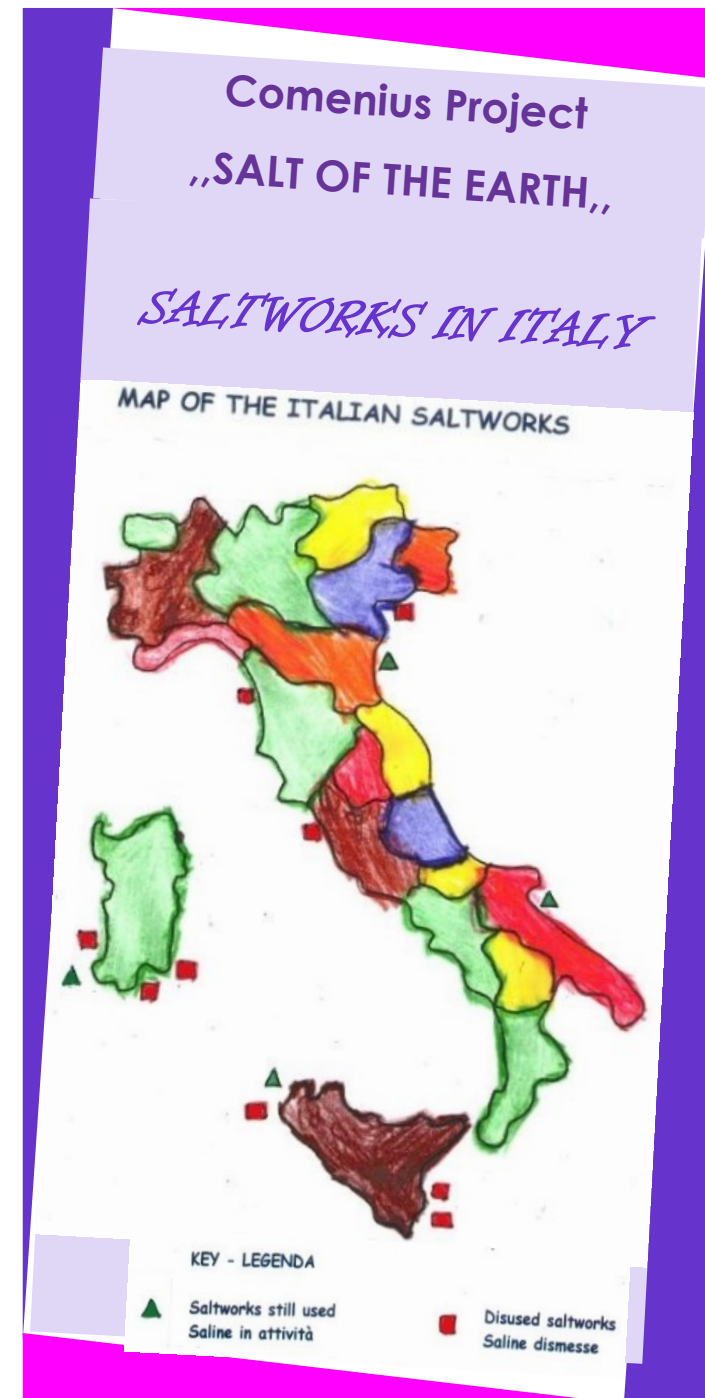 Comenius Project
,,SALT OF THE EARTH,,
SALTWORKS IN ITALY
MAP OF THE ITALIAN SALTWORKS
KEY - LEGENDA
Saltworks still used
Saline in attività
Disused saltworks
Saline dismesse